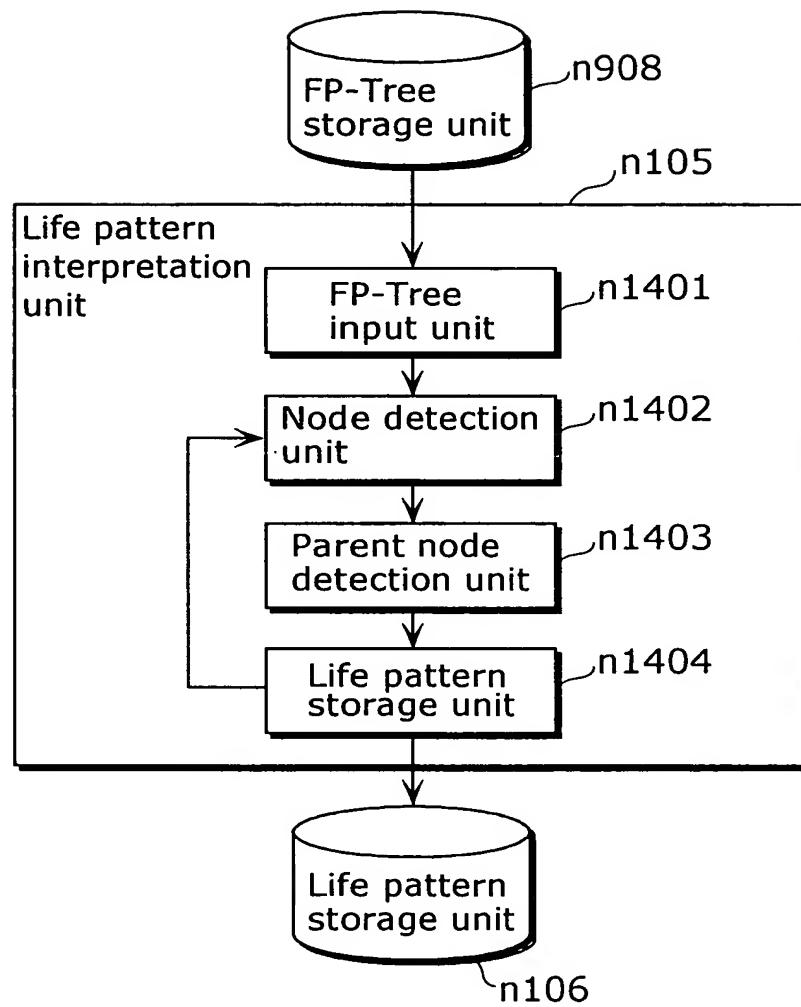 FP-Tree
storage unit
n908
n105
Life pattern
interpretation
unit
FP-Tree
input unit
n1401
Node detection
unit
n1402
Parent node
detection unit
n1403
Life pattern
storage unit
n1404
Life pattern
storage unit
n106